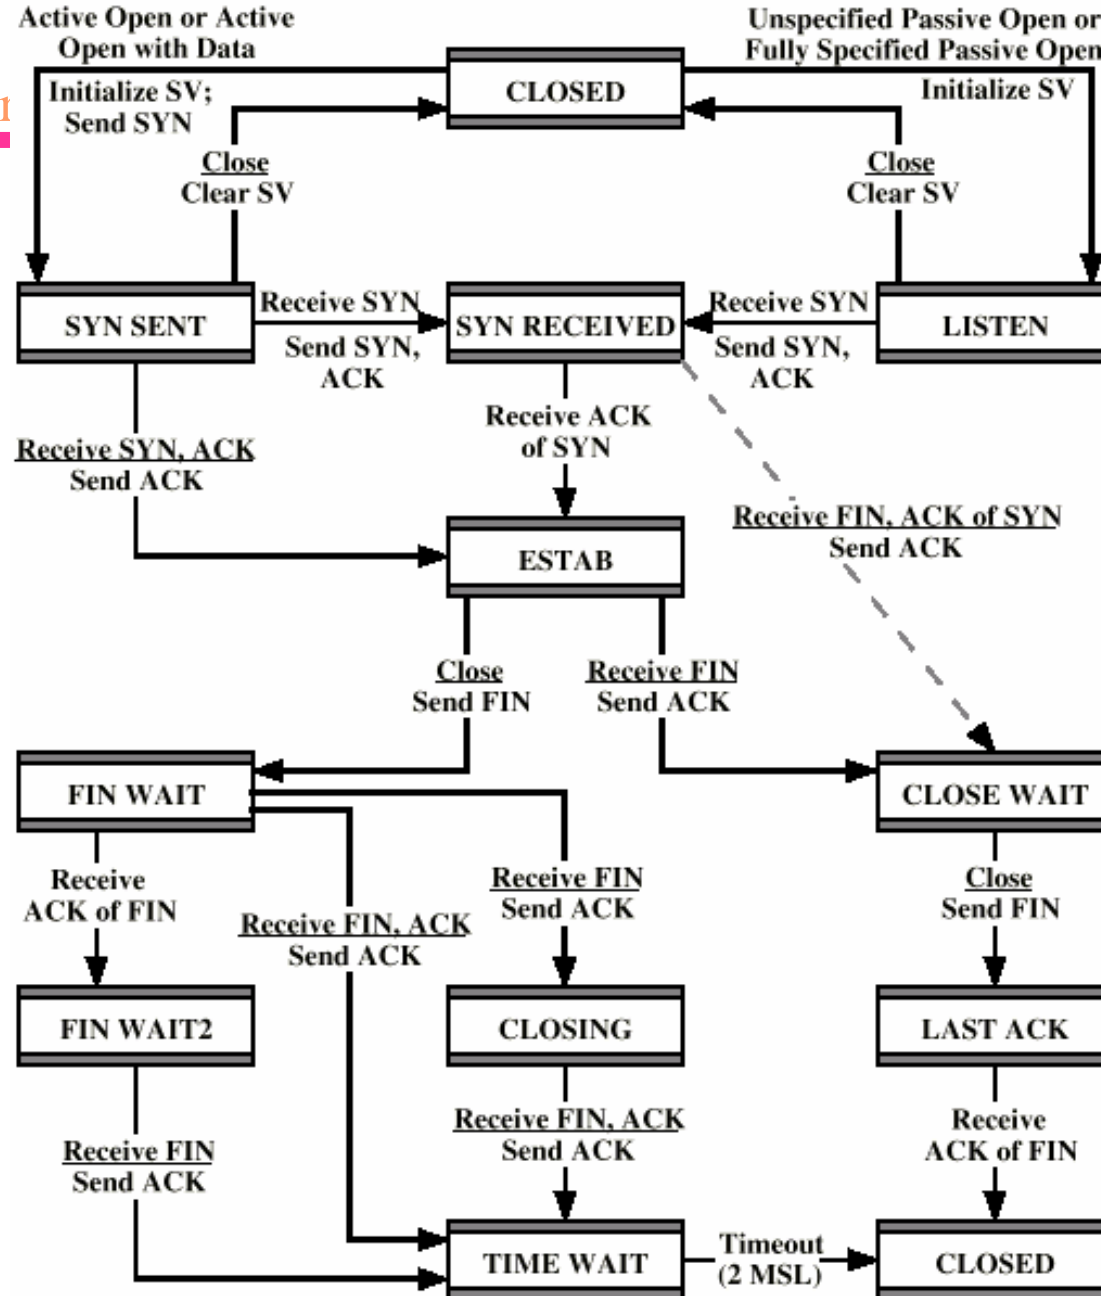 Active Open or Active
Open with Data
Unspecified Passive Open or
Fully Specified Passive Open
CLOSED
Initialize SV;
Send SYN
Initialize SV
Close
Clear SV
Close
Clear SV
SYN SENT
Receive SYN
Send SYN,
ACK
SYN RECEIVED
Receive SYN
Send SYN,
ACK
LISTEN
Receive SYN, ACK
Send ACK
Receive ACK
of SYN
Receive FIN, ACK of SYN
Send ACK
ESTAB
Close
Send FIN
Receive FIN
Send ACK
FIN WAIT
CLOSE WAIT
Receive
ACK of FIN
Receive FIN, ACK
Send ACK
Receive FIN
Send ACK
Close
Send FIN
FIN WAIT2
CLOSING
LAST ACK
Receive FIN
Send ACK
Receive FIN, ACK
Send ACK
Receive
ACK of FIN
TIME WAIT
Timeout
(2 MSL)
CLOSED